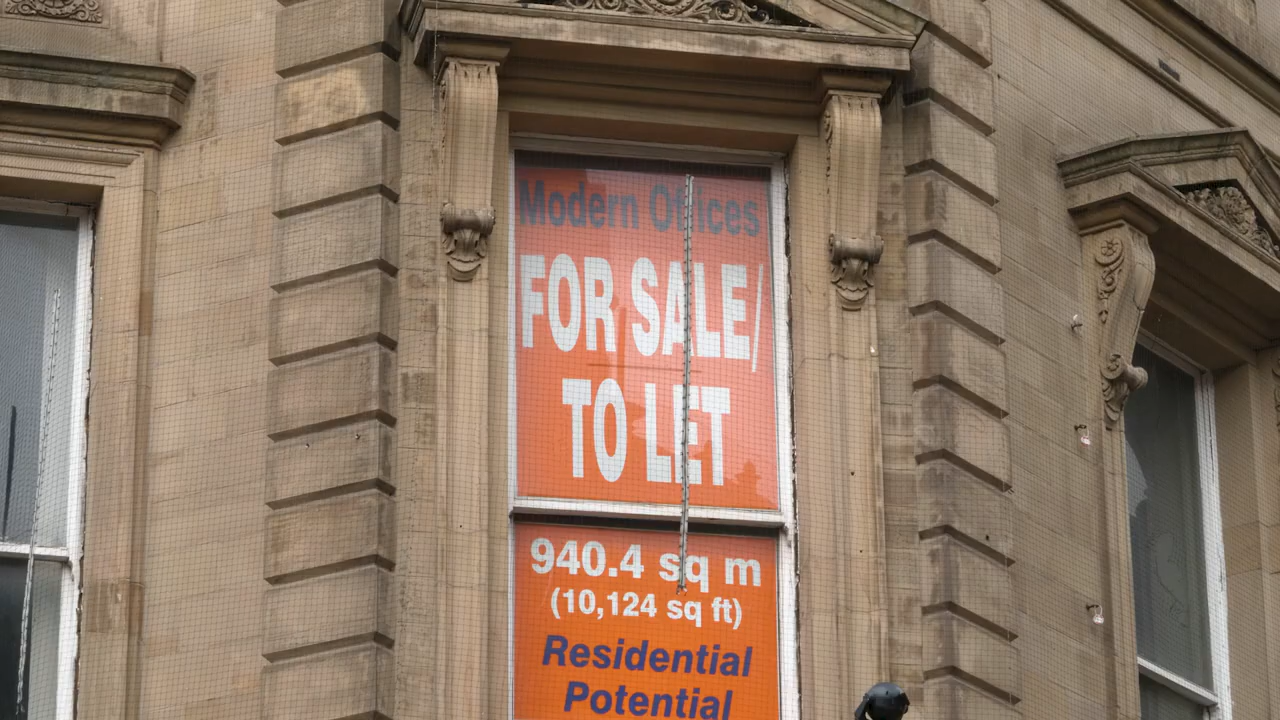 Modern Offices
FOR SALE/
TO LET
940.4 sq m
(10,124 sq ft)
Residential
Potential